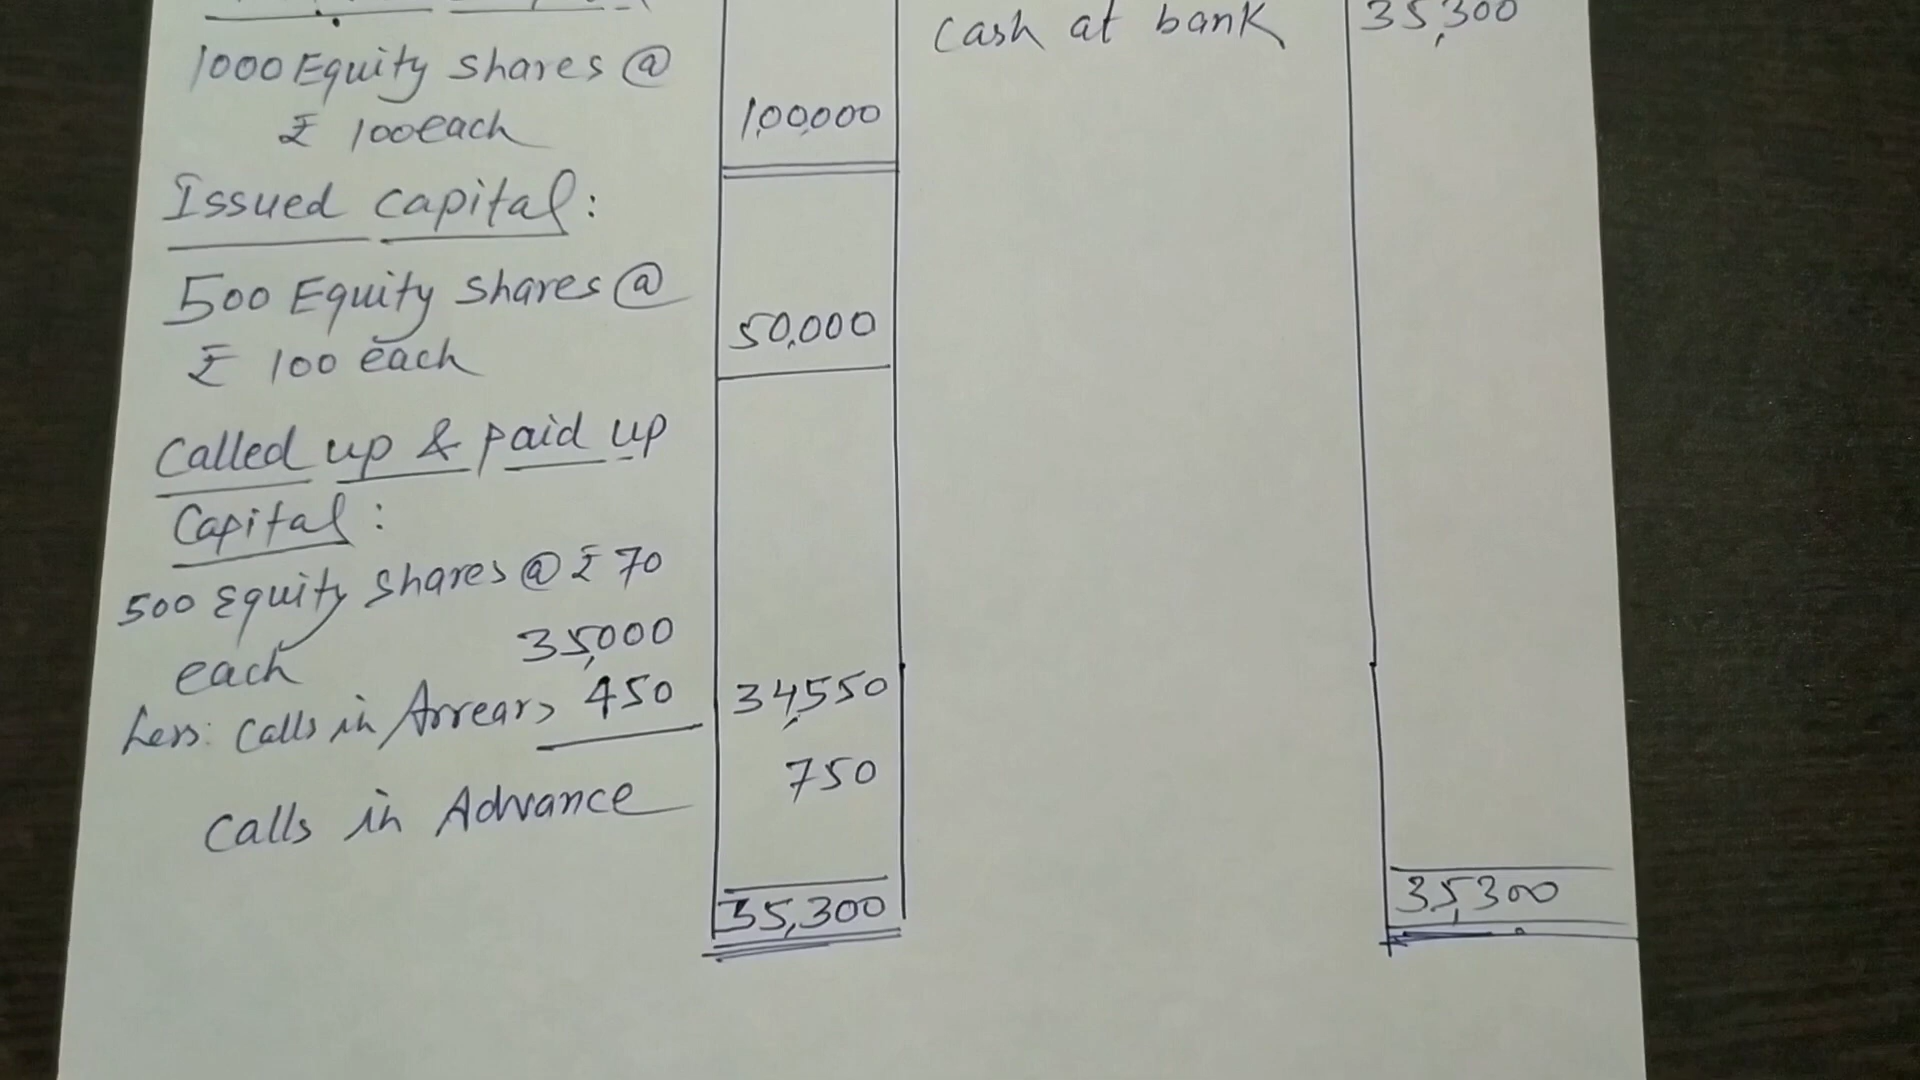 1000 Equity shares @
₹ 100 each
1,00,000
Issued capital:
500 Equity shares @
₹ 100 each
50,000
Called up & paid up
Capital:
500 Equity shares @ ₹ 70
each 35,000
Less: Calls in Arrears 450 34,550
Calls in Advance 750
35,300
Cash at bank 35,300
35,300